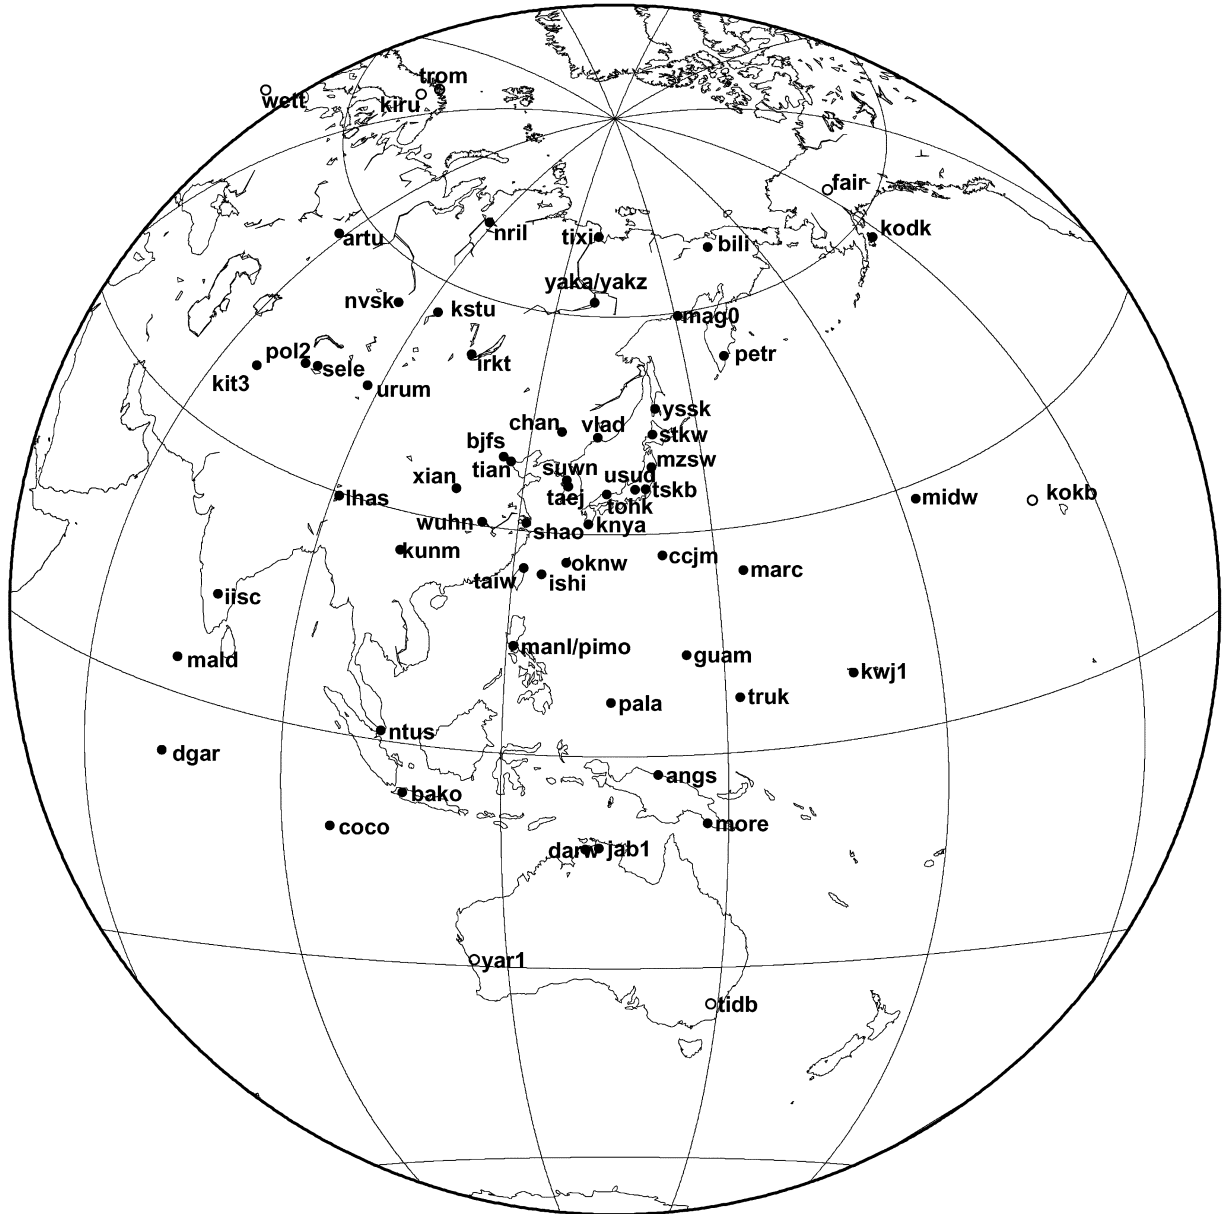 trom
wett
kiru
fair
kodk
artu
nril
tixi
bili
yaka/yakz
nvsk
kstu
mag0
pol2
sele
irkt
petr
kit3
urum
chan
vlad
yssk
stkw
bjfs
tian
suwn
usud
mzsw
xian
taej
tskb
lhas
tohk
midw
kokb
wuhn
shao
knya
kunm
oknw
ccjm
marc
taiw
ishi
iisc
manl/pimo
guam
mald
kwj1
pala
truk
ntus
dgar
angs
bako
coco
more
darw
jab1
yar1
tidb